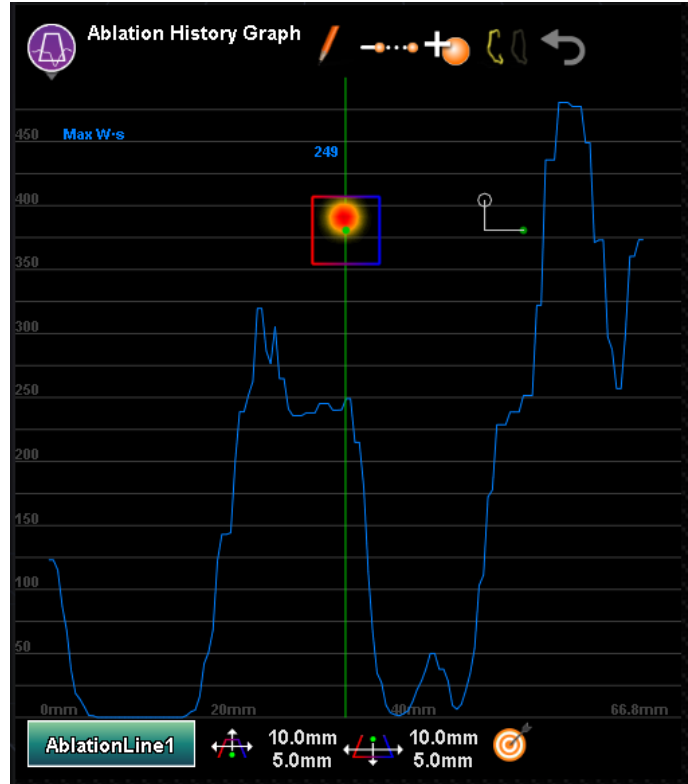 Ablation History Graph
450 Max W·s
249
400
350
300
250
200
150
100
50
0mm 20mm 40mm 66.8mm
AblationLine1 10.0mm 10.0mm
5.0mm 5.0mm